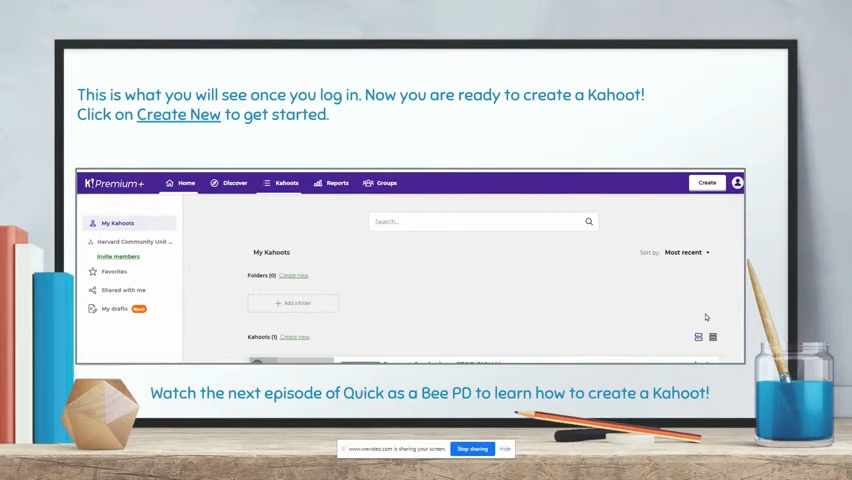 This is what you will see once you log in. Now you are ready to create a Kahoot!
Click on Create New to get started.
K! Premium+
Home
Discover
Kahoots
Reports
Groups
Create
My Kahoots
Harvard Community Unit ...
Invite members
Favorites
Shared with me
My drafts
New!
Search...
My Kahoots
Sort by: Most recent
Folders (0) Create new
+ Add a folder
Kahoots (1) Create new
Watch the next episode of Quick as a Bee PD to learn how to create a Kahoot!
www.wevideo.com is sharing your screen.
Stop sharing
Hide